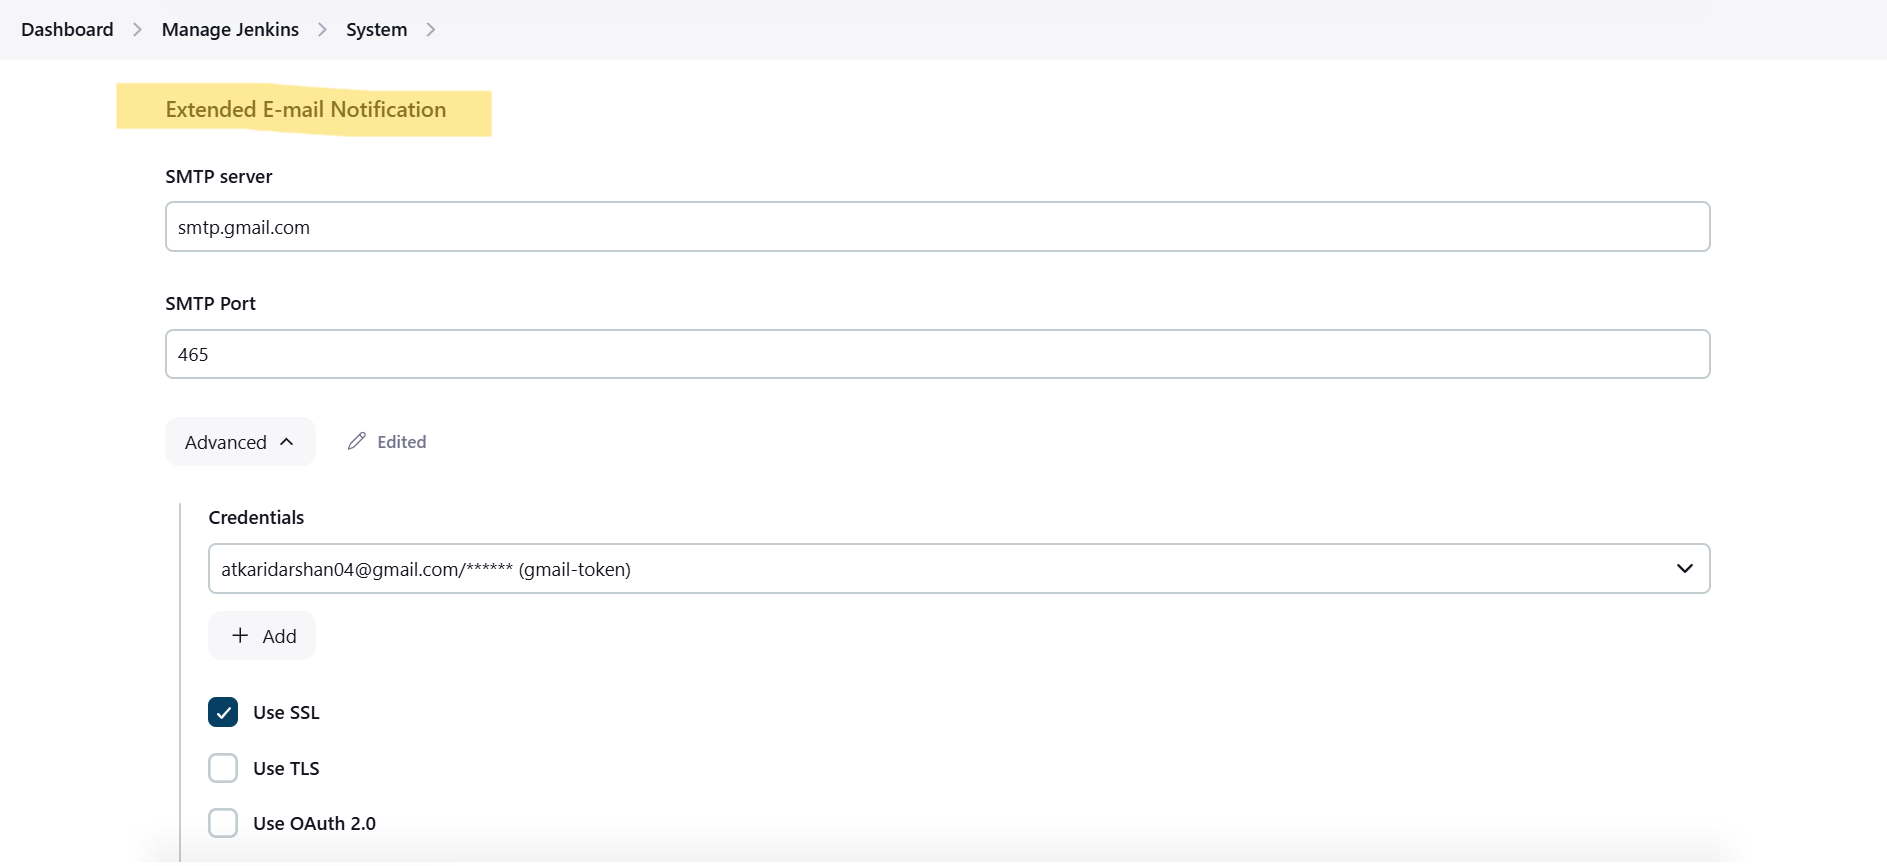 Dashboard > Manage Jenkins > System >
Extended E-mail Notification
SMTP server
smtp.gmail.com
SMTP Port
465
Advanced Edited
Credentials
atkaridarshan04@gmail.com/****** (gmail-token)
+ Add
Use SSL
Use TLS
Use OAuth 2.0